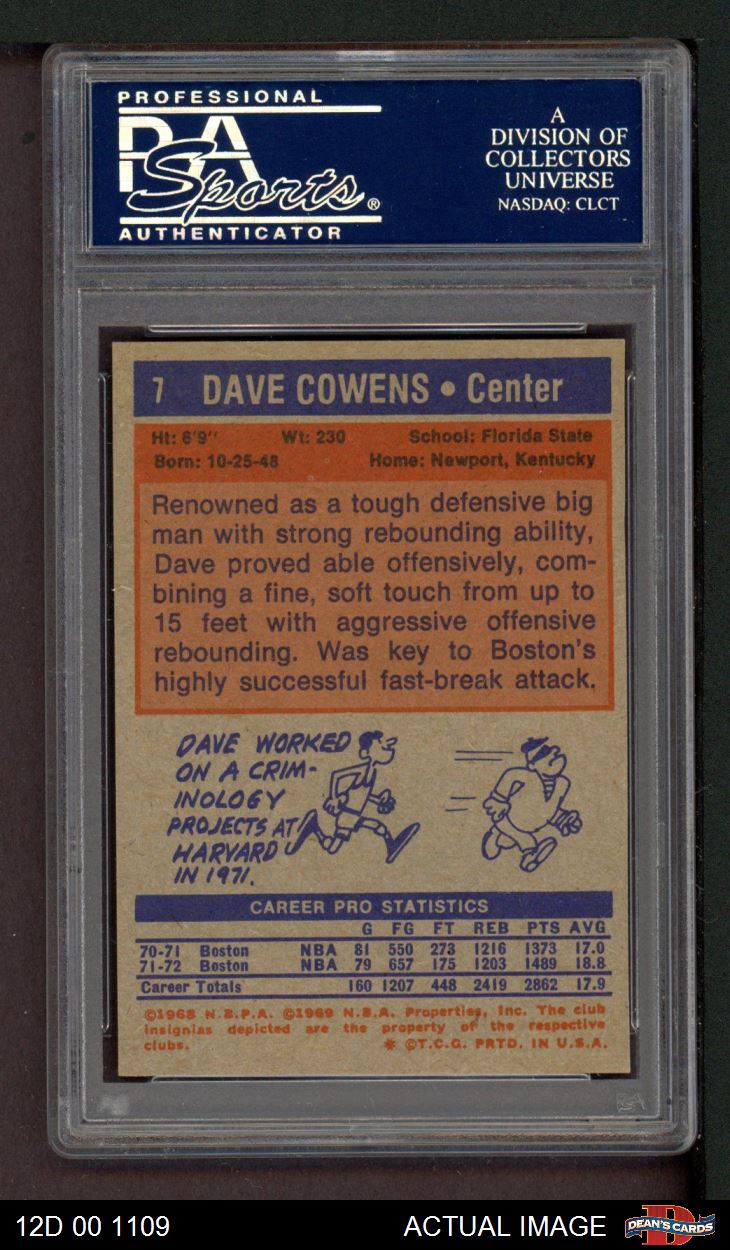 PROFESSIONAL
PSA
Sports®
AUTHENTICATOR
A
DIVISION OF
COLLECTORS
UNIVERSE
NASDAQ: CLCT
7 DAVE COWENS • Center
Ht: 6'9'' Wt: 230 School: Florida State
Born: 10-25-48 Home: Newport, Kentucky
Renowned as a tough defensive big
man with strong rebounding ability,
Dave proved able offensively, com-
bining a fine, soft touch from up to
15 feet with aggressive offensive
rebounding. Was key to Boston's
highly successful fast-break attack.
DAVE WORKED
ON A CRIM-
INOLOGY
PROJECTS AT
HARVARD
IN 1971.
CAREER PRO STATISTICS
G FG FT REB PTS AVG
70-71 Boston NBA 81 550 273 1216 1373 17.0
71-72 Boston NBA 79 657 175 1203 1489 18.8
Career Totals 160 1207 448 2419 2862 17.9
©1968 N.B.P.A. ©1969 N.B.A. Properties, Inc. The club
insignias depicted are the property of the respective
clubs. * ©T.C.G. PRTD. IN U.S.A.
PSA
12D 00 1109 ACTUAL IMAGE
DEAN'S CARDS